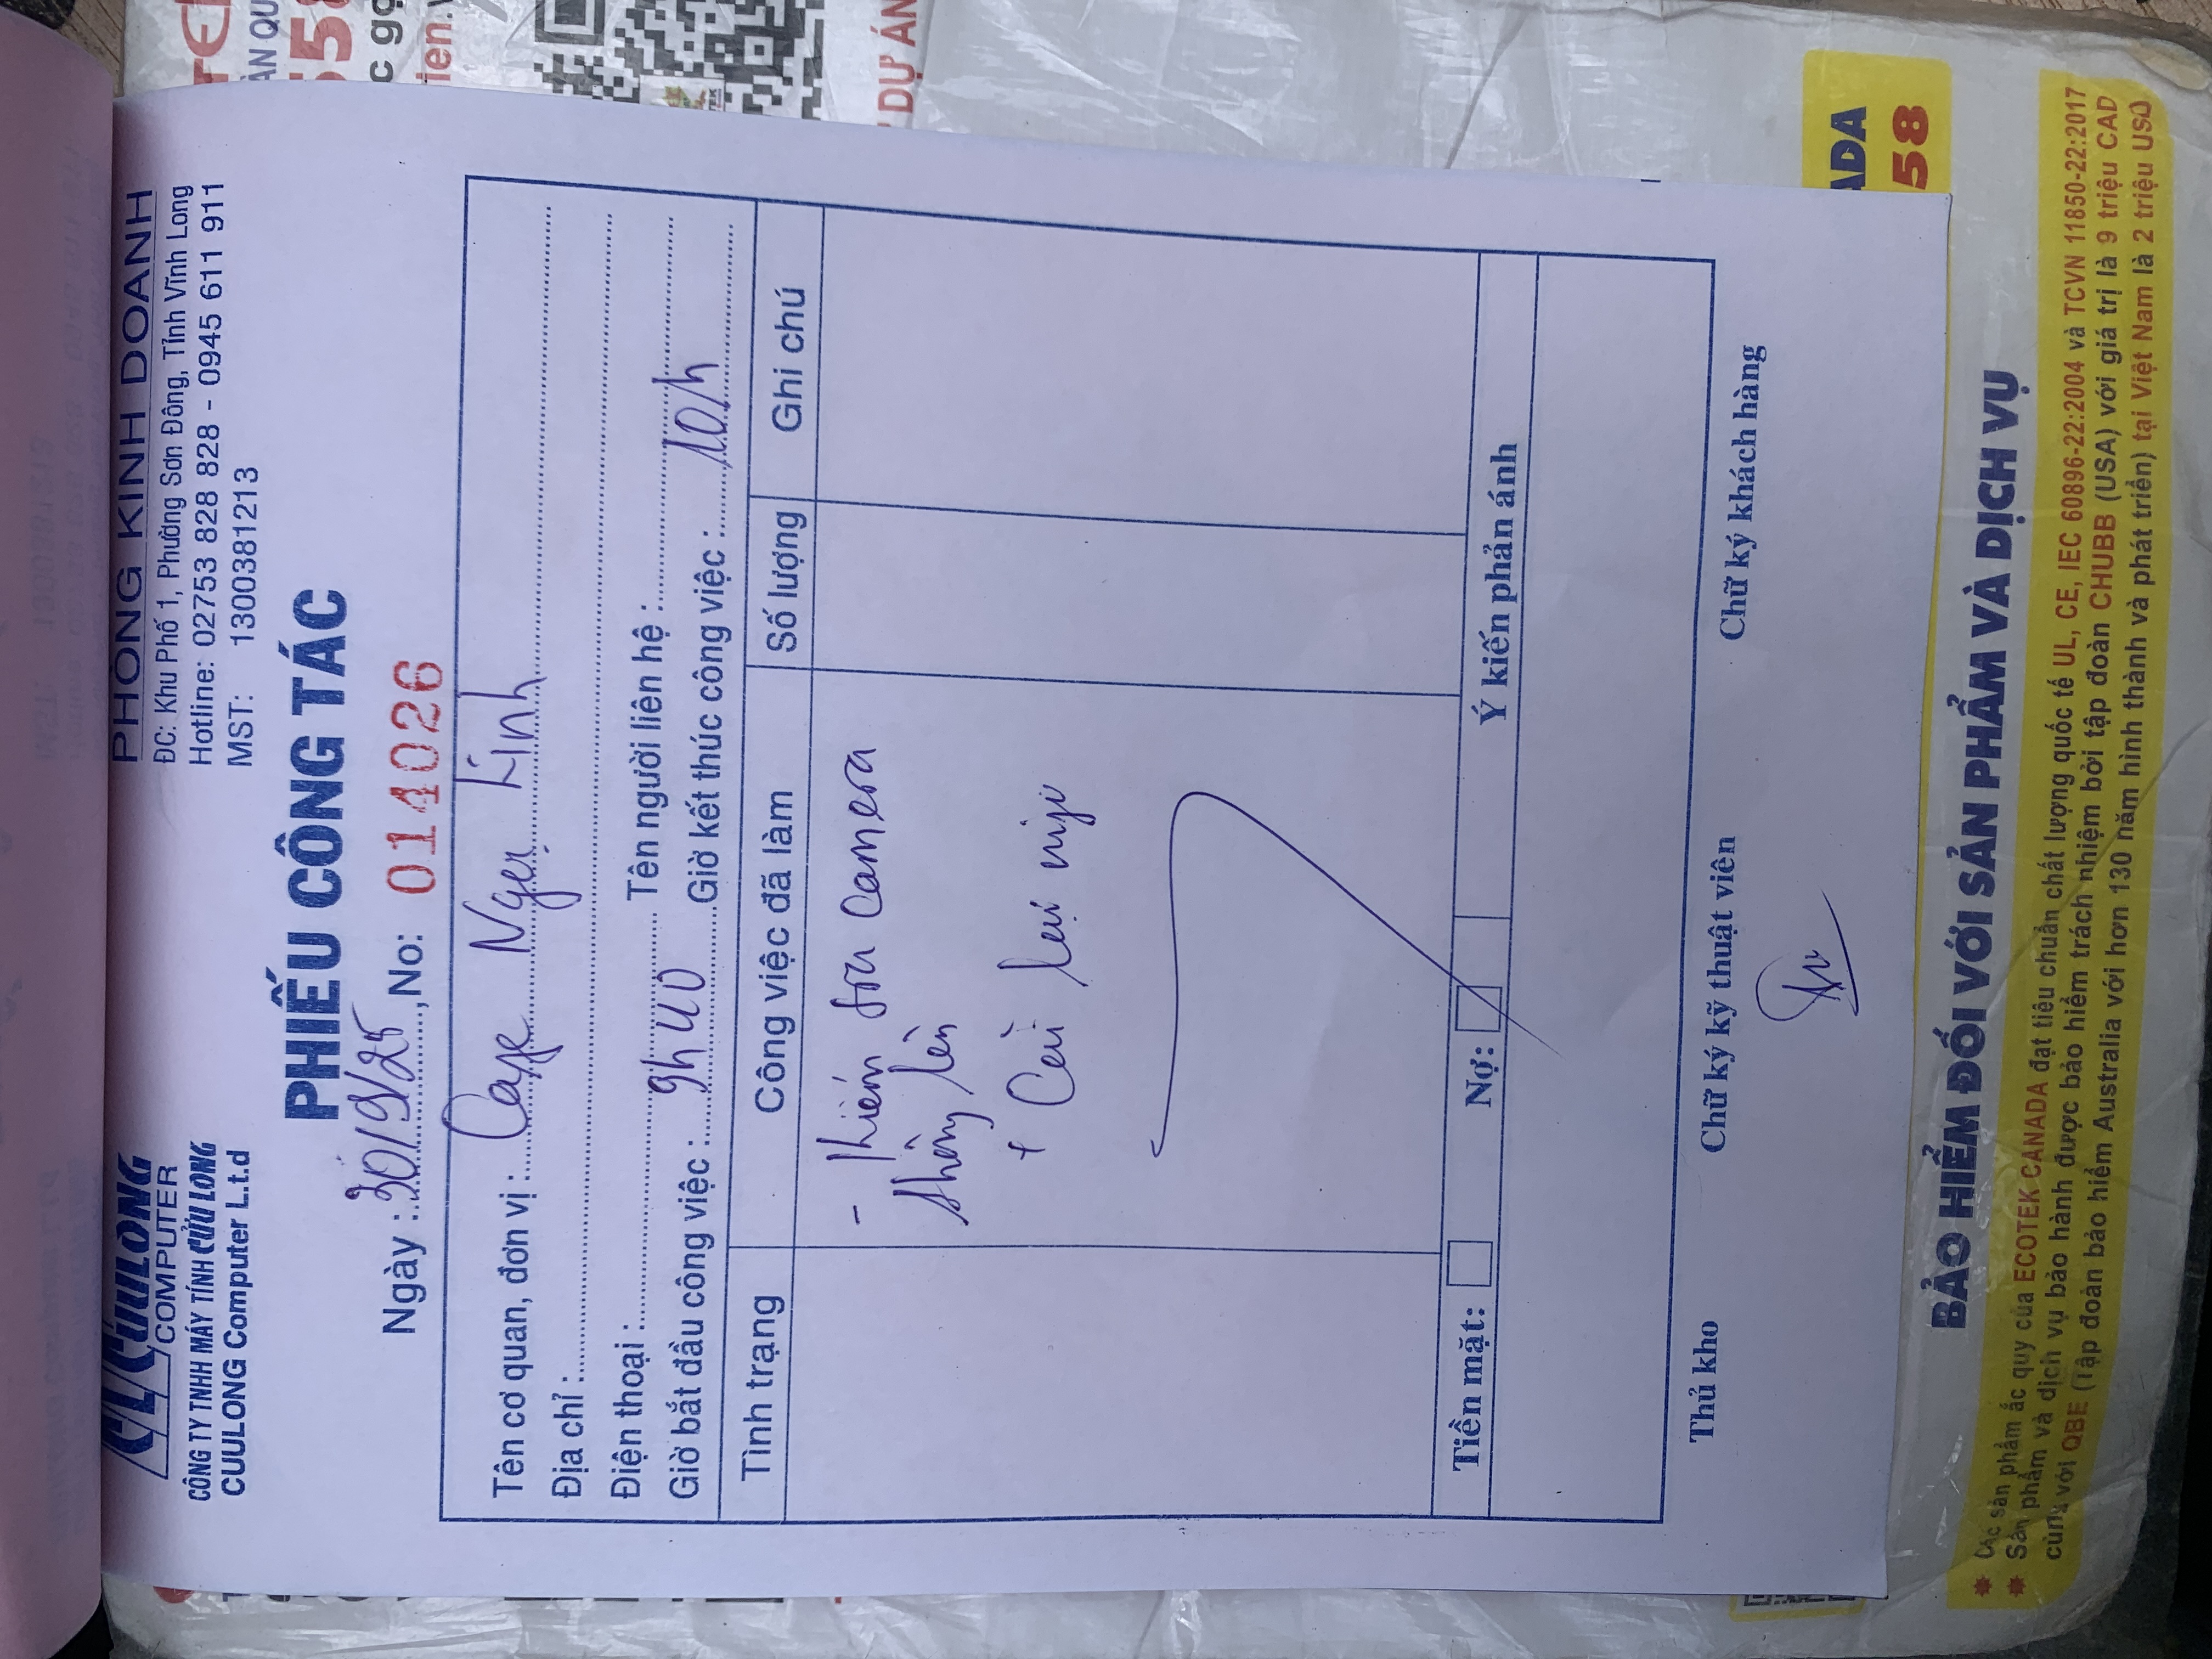 CUULONG
COMPUTER
CÔNG TY TNHH MÁY TÍNH CỬU LONG
CUULONG Computer L.t.d
PHÒNG KINH DOANH
ĐC: Khu Phố 1, Phường Sơn Đông, Tỉnh Vĩnh Long
Hotline: 02753 828 828 - 0945 611 911
MST: 1300381213
PHIẾU CÔNG TÁC
Ngày : 30/9/25, No: 014026
Tên cơ quan, đơn vị : Cafe Ngọc Linh
Địa chỉ :
Điện thoại : Tên người liên hệ :
Giờ bắt đầu công việc : 9h40 Giờ kết thúc công việc : 10h
Tình trạng Công việc đã làm Số lượng Ghi chú
- camera
+ Cài lại
Tiền mặt: Nợ: Ý kiến phản ánh
Thủ kho Chữ ký kỹ thuật viên Chữ ký khách hàng
ADA
58
DỰ ÁN
BẢO HIỂM ĐỐI VỚI SẢN PHẨM VÀ DỊCH VỤ
Các sản phẩm ắc quy của ECOTEK CANADA đạt tiêu chuẩn chất lượng quốc tế UL, CE, IEC 60896-22:2004 và TCVN 11850-22:2017
Sản phẩm và dịch vụ bảo hành được bảo hiểm trách nhiệm bởi tập đoàn CHUBB (USA) với giá trị là 9 triệu CAD
cùng với QBE (Tập đoàn bảo hiểm Australia với hơn 130 năm hình thành và phát triển) tại Việt Nam là 2 triệu USD